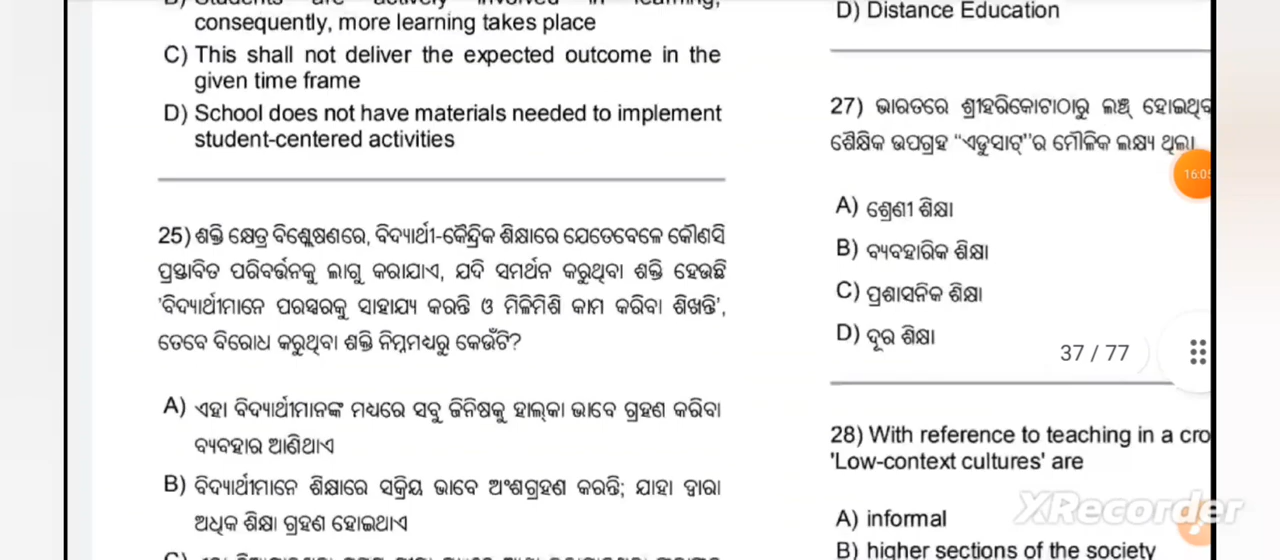 consequently, more learning takes place
C) This shall not deliver the expected outcome in the
given time frame
D) School does not have materials needed to implement
student-centered activities
25) ଶକ୍ତି କ୍ଷେତ୍ର ବିଶ୍ଳେଷଣରେ, ବିଦ୍ୟାର୍ଥୀ-କୈନ୍ଦ୍ରିକ ଶିକ୍ଷାରେ ଯେତେବେଳେ କୌଣସି
ପ୍ରସ୍ତାବିତ ପରିବର୍ତ୍ତନକୁ ଲାଗୁ କରାଯାଏ, ଯଦି ସମର୍ଥନ କରୁଥିବା ଶକ୍ତି ହେଉଛି
'ବିଦ୍ୟାର୍ଥୀମାନେ ପରସ୍ପରକୁ ସାହାଯ୍ୟ କରନ୍ତି ଓ ମିଳିମିଶି କାମ କରିବା ଶିଖନ୍ତି',
ତେବେ ବିରୋଧ କରୁଥିବା ଶକ୍ତି ନିମ୍ନମଧ୍ୟରୁ କେଉଁଟି?
A) ଏହା ବିଦ୍ୟାର୍ଥୀମାନଙ୍କ ମଧ୍ୟରେ ସବୁ ଜିନିଷକୁ ହାଲ୍‌କା ଭାବେ ଗ୍ରହଣ କରିବା
ବ୍ୟବହାର ଆଣିଥାଏ
B) ବିଦ୍ୟାର୍ଥୀମାନେ ଶିକ୍ଷାରେ ସକ୍ରିୟ ଭାବେ ଅଂଶଗ୍ରହଣ କରନ୍ତି; ଯାହା ଦ୍ୱାରା
ଅଧିକ ଶିକ୍ଷା ଗ୍ରହଣ ହୋଇଥାଏ
D) Distance Education
27) ଭାରତରେ ଶ୍ରୀହରିକୋଟାଠାରୁ ଲଞ୍ଚ୍ ହୋଇଥିବ
ଶୈକ୍ଷିକ ଉପଗ୍ରହ “ଏଡୁସାଟ୍”ର ମୌଳିକ ଲକ୍ଷ୍ୟ ଥିଲା
16:05
A) ଶ୍ରେଣୀ ଶିକ୍ଷା
B) ବ୍ୟବହାରିକ ଶିକ୍ଷା
C) ପ୍ରଶାସନିକ ଶିକ୍ଷା
D) ଦୂର ଶିକ୍ଷା
37 / 77
28) With reference to teaching in a cro
'Low-context cultures' are
A) informal
B) higher sections of the society
XRecorder